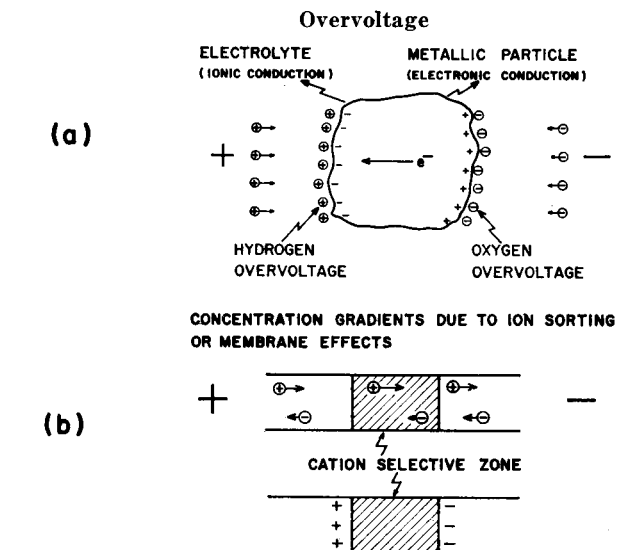 Overvoltage
ELECTROLYTE
(IONIC CONDUCTION)
METALLIC PARTICLE
(ELECTRONIC CONDUCTION)
(a)
+
e⁻
−
HYDROGEN
OVERVOLTAGE
OXYGEN
OVERVOLTAGE
CONCENTRATION GRADIENTS DUE TO ION SORTING
OR MEMBRANE EFFECTS
(b)
+
−
CATION SELECTIVE ZONE
+ −
+ −
+ −